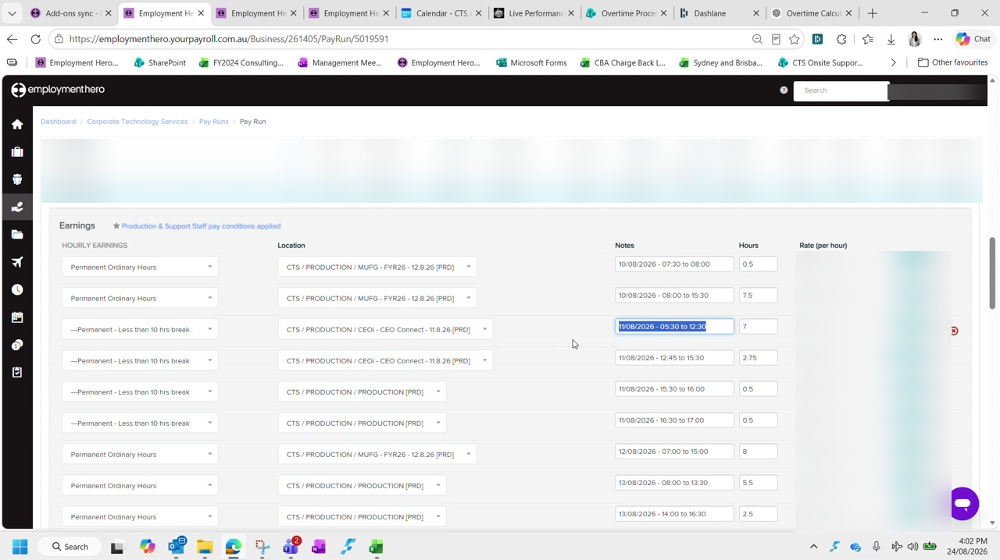 Add-on sync - E
Employment He
Employment He
Employment He
Calendar - CTS A
Live Performanc
Overtime Proced
Dashlane
Overtime Calcul
https://employmenthero.yourpayroll.com.au/Business/261405/PayRun/5019591
Chat
Employment Hero...
SharePoint
FY2024 Consulting...
Management Mee...
Employment Hero...
Microsoft Forms
CBA Charge Back L...
Sydney and Brisba...
CTS Onsite Suppor...
Other favourites
employmenthero
Search
Dashboard / Corporate Technology Services / Pay Runs / Pay Run
Earnings
Production & Support Staff pay conditions applied
HOURLY EARNINGS Location Notes Hours Rate (per hour)
Permanent Ordinary Hours CTS / PRODUCTION / MUFG - FYR26 - 12.8.26 [PRD] 10/08/2026 - 07:30 to 08:00 0.5
Permanent Ordinary Hours CTS / PRODUCTION / MUFG - FYR26 - 12.8.26 [PRD] 10/08/2026 - 08:00 to 15:30 7.5
---Permanent - Less than 10 hrs break CTS / PRODUCTION / CEOi - CEO Connect - 11.8.26 [PRD] 11/08/2026 - 05:30 to 12:30 7
---Permanent - Less than 10 hrs break CTS / PRODUCTION / CEOi - CEO Connect - 11.8.26 [PRD] 11/08/2026 - 12:45 to 15:30 2.75
---Permanent - Less than 10 hrs break CTS / PRODUCTION / PRODUCTION [PRD] 11/08/2026 - 15:30 to 16:00 0.5
---Permanent - Less than 10 hrs break CTS / PRODUCTION / PRODUCTION [PRD] 11/08/2026 - 16:30 to 17:00 0.5
Permanent Ordinary Hours CTS / PRODUCTION / MUFG - FYR26 - 12.8.26 [PRD] 12/08/2026 - 07:00 to 15:00 8
Permanent Ordinary Hours CTS / PRODUCTION / PRODUCTION [PRD] 13/08/2026 - 08:00 to 13:30 5.5
Permanent Ordinary Hours CTS / PRODUCTION / PRODUCTION [PRD] 13/08/2026 - 14:00 to 16:30 2.5
Search
2
4:02 PM
24/08/2026